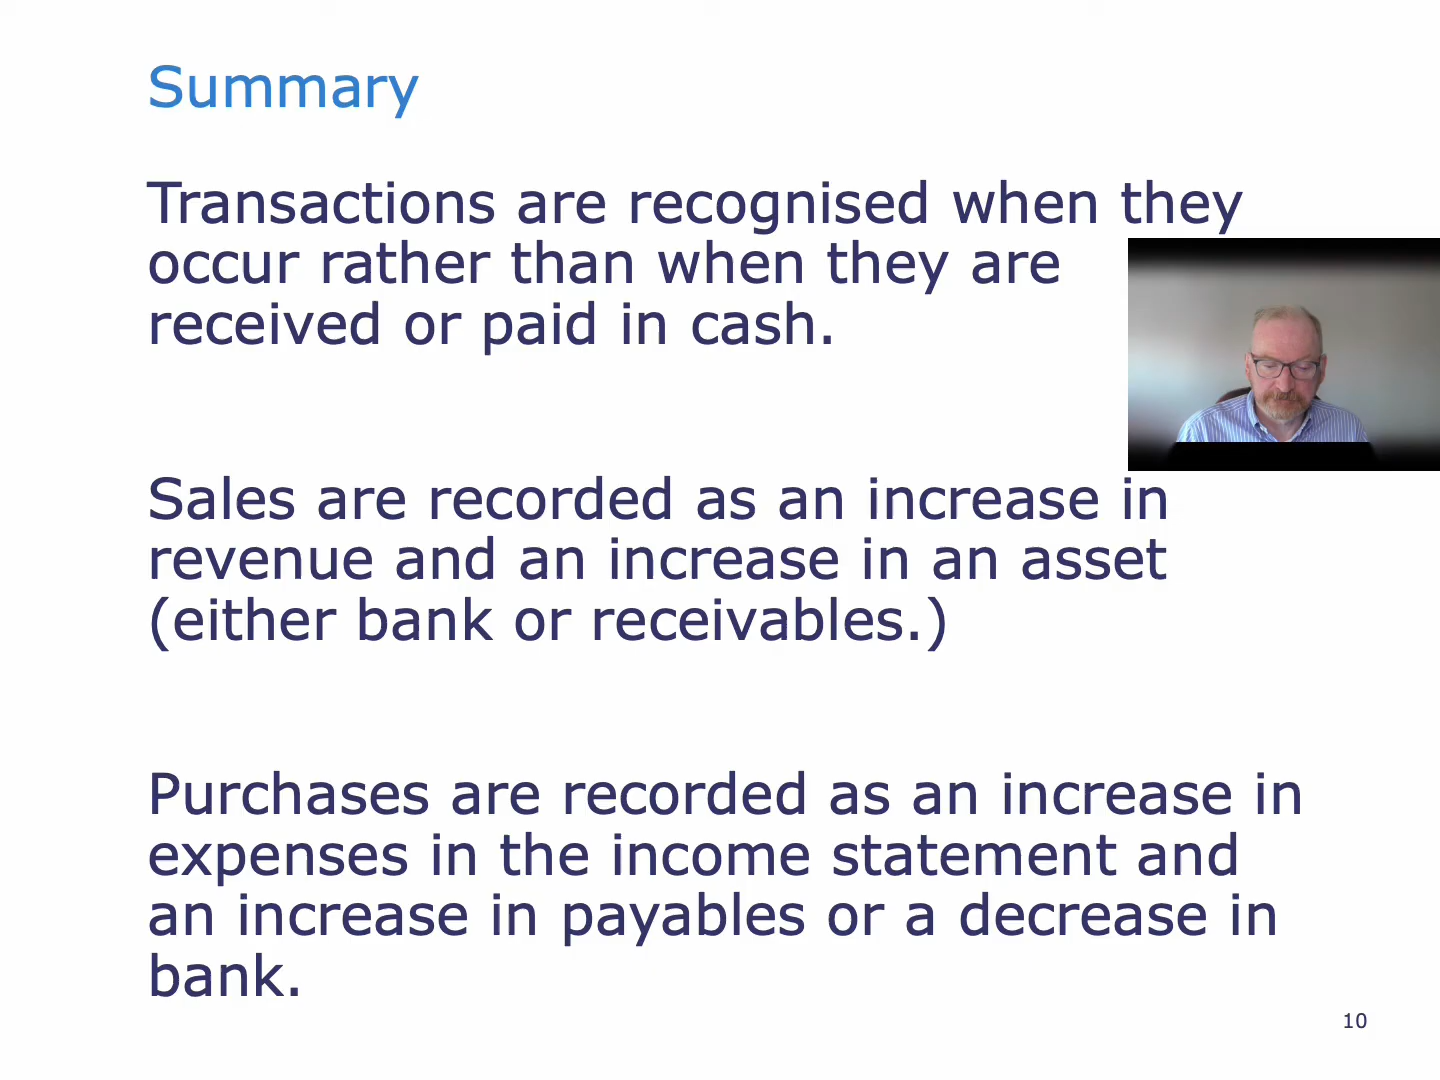 Summary
Transactions are recognised when they
occur rather than when they are
received or paid in cash.
Sales are recorded as an increase in
revenue and an increase in an asset
(either bank or receivables.)
Purchases are recorded as an increase in
expenses in the income statement and
an increase in payables or a decrease in
bank.
10